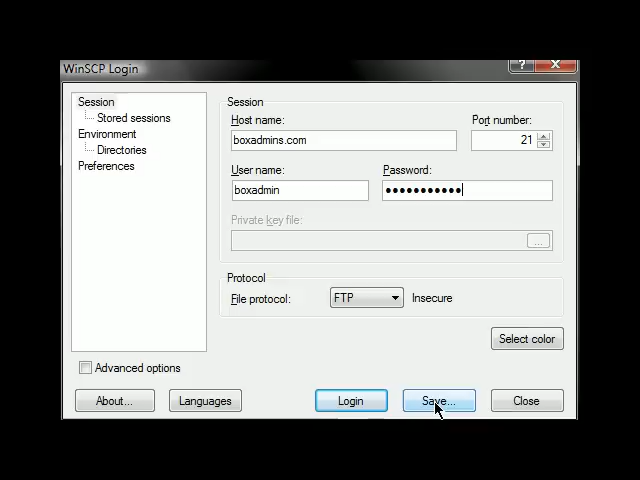 WinSCP Login
?
Session
Stored sessions
Environment
Directories
Preferences
Session
Host name: Port number:
boxadmins.com 21
User name: Password:
boxadmin ●●●●●●●●●●●
Private key file:
...
Protocol
File protocol: FTP Insecure
Select color
Advanced options
About... Languages Login Save... Close